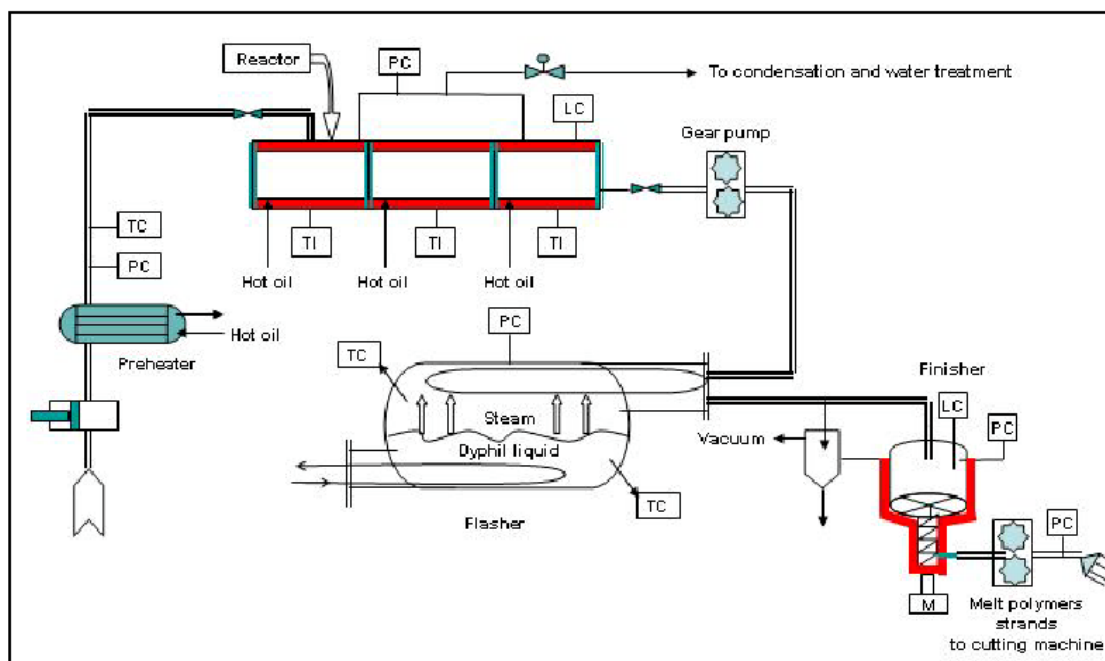 Reactor
PC
To condensation and water treatment
LC
Gear pump
TC
TI
TI
TI
PC
Hot oil
Hot oil
Hot oil
PC
Hot oil
Preheater
TC
Finisher
LC
PC
Steam
Vacuum
Dyphil liquid
TC
Flasher
PC
M
Melt polymers
strands
to cutting machine